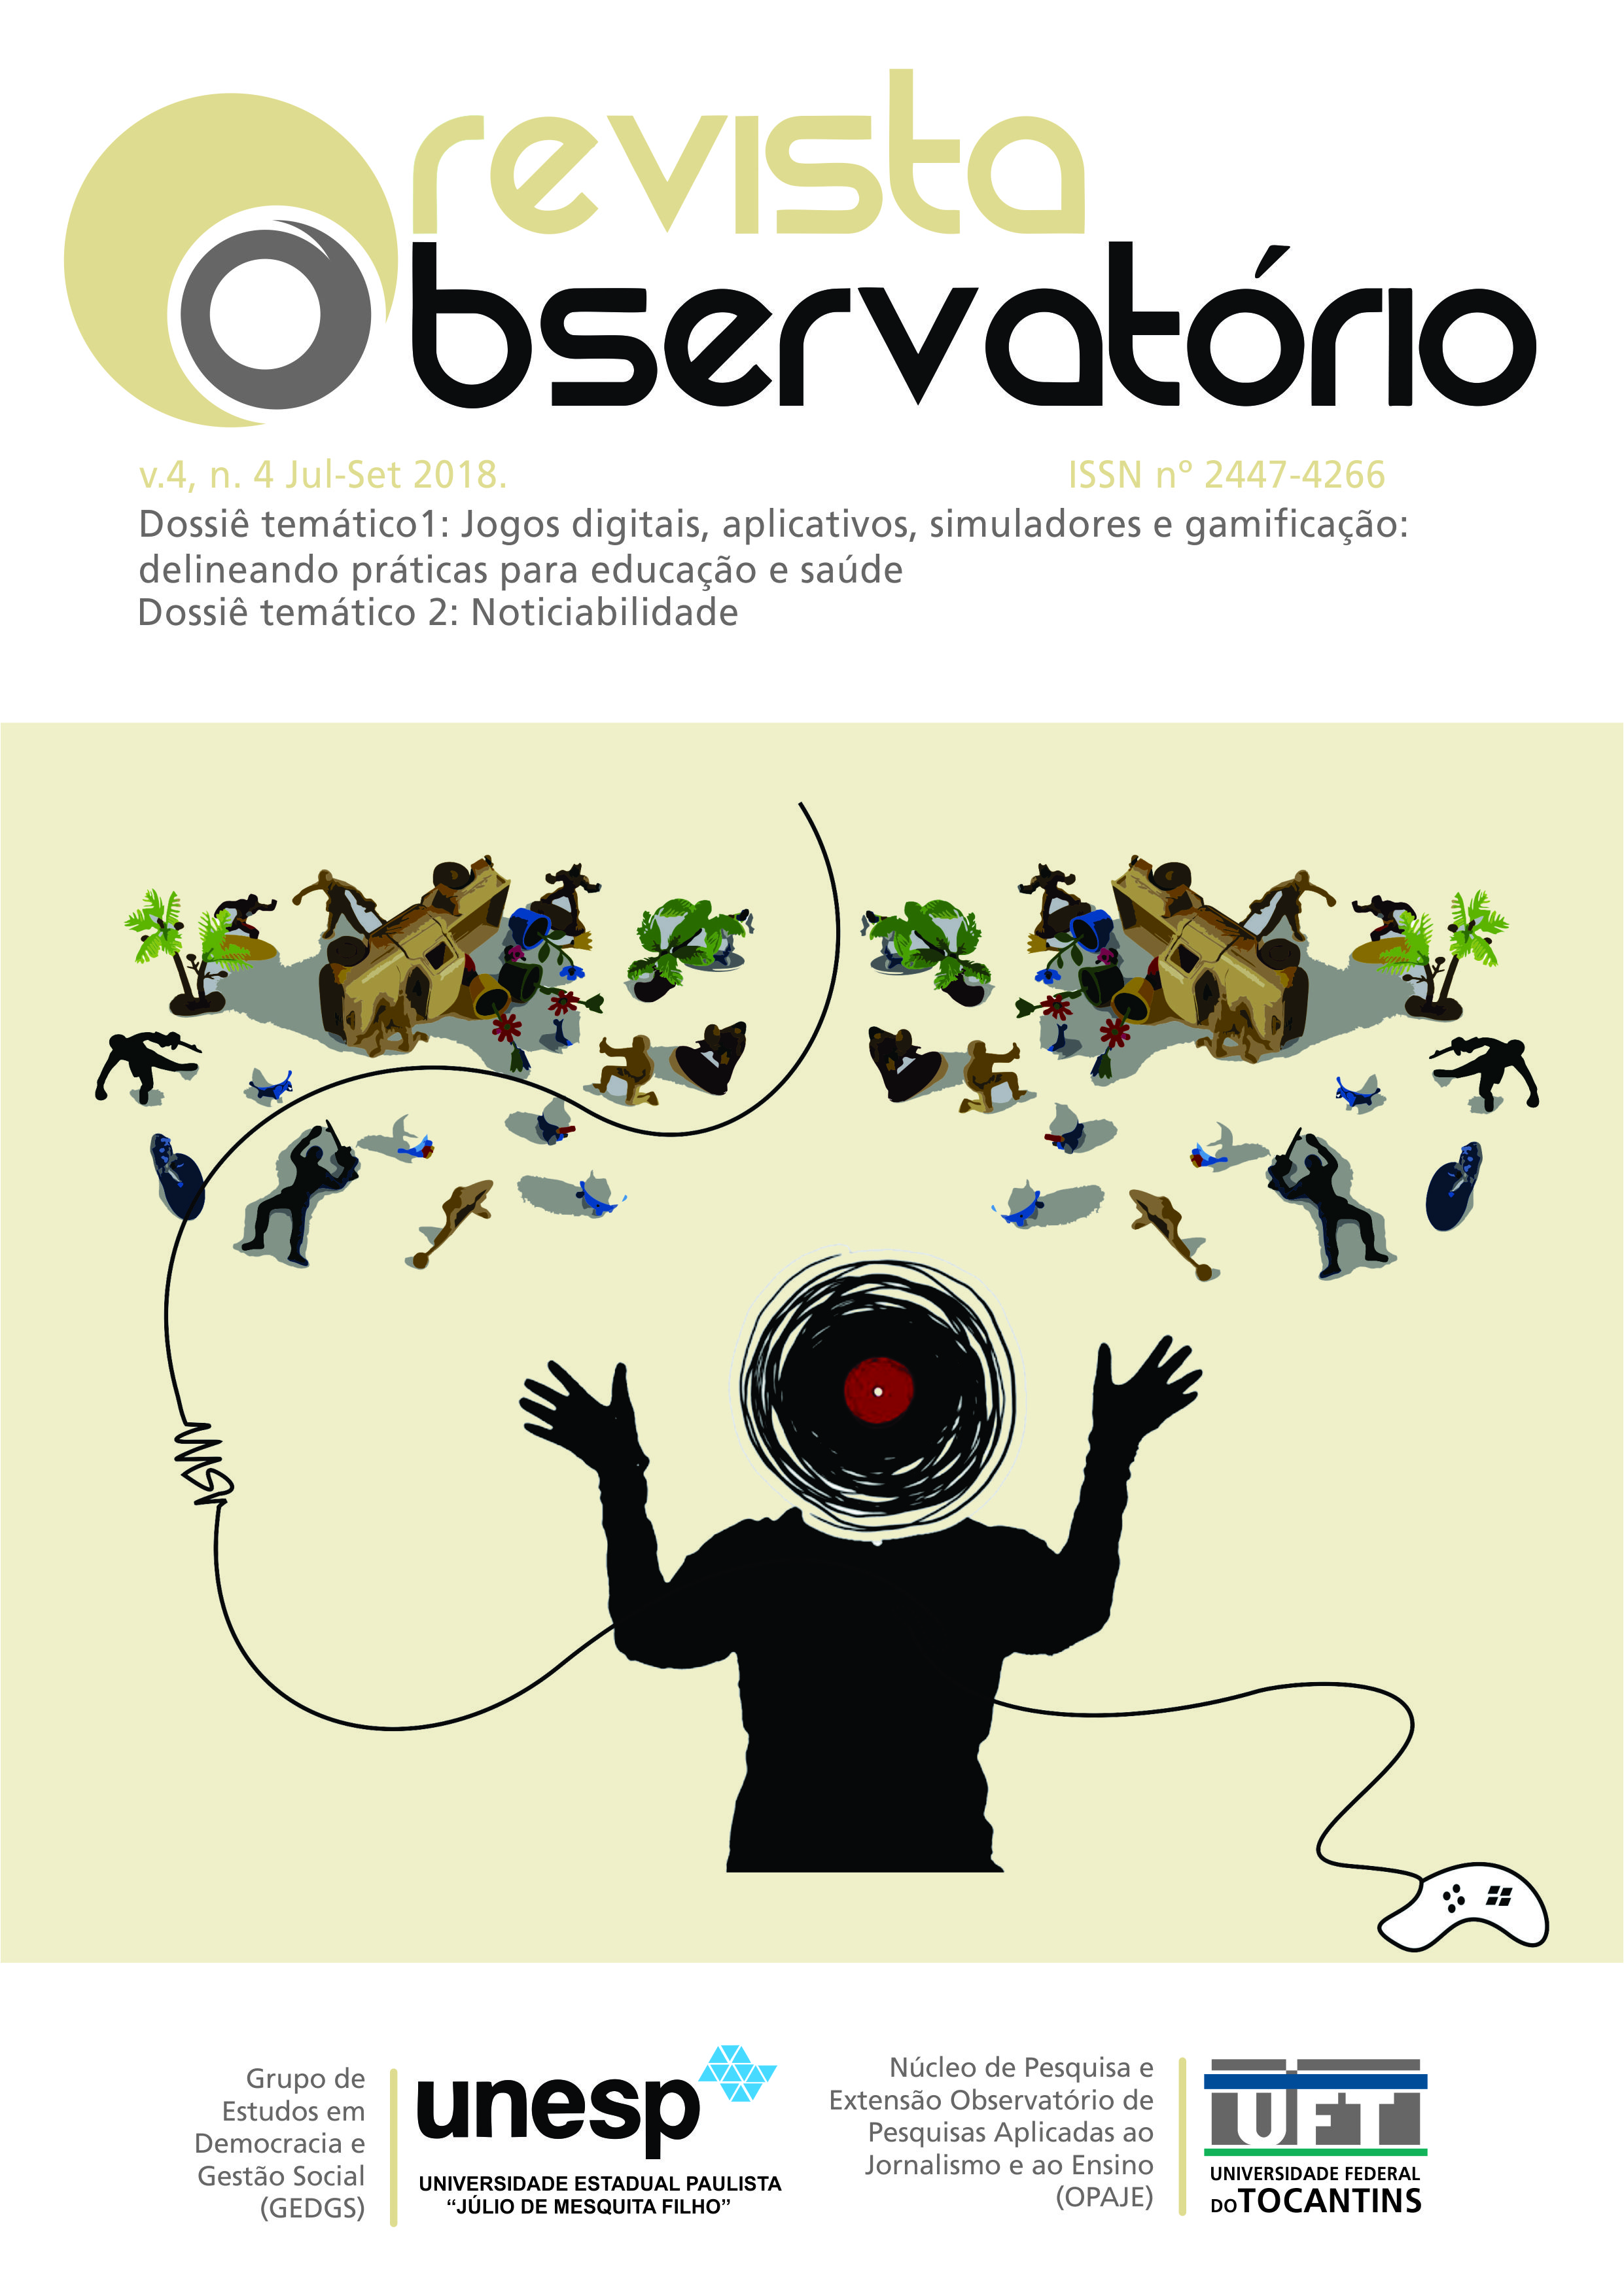 revista
Observatório
v.4, n. 4 Jul-Set 2018.
ISSN nº 2447-4266
Dossiê temático1: Jogos digitais, aplicativos, simuladores e gamificação:
delineando práticas para educação e saúde
Dossiê temático 2: Noticiabilidade
Grupo de
Estudos em
Democracia e
Gestão Social
(GEDGS)
unesp
UNIVERSIDADE ESTADUAL PAULISTA
“JÚLIO DE MESQUITA FILHO”
Núcleo de Pesquisa e
Extensão Observatório de
Pesquisas Aplicadas ao
Jornalismo e ao Ensino
(OPAJE)
UFT
UNIVERSIDADE FEDERAL
DO TOCANTINS